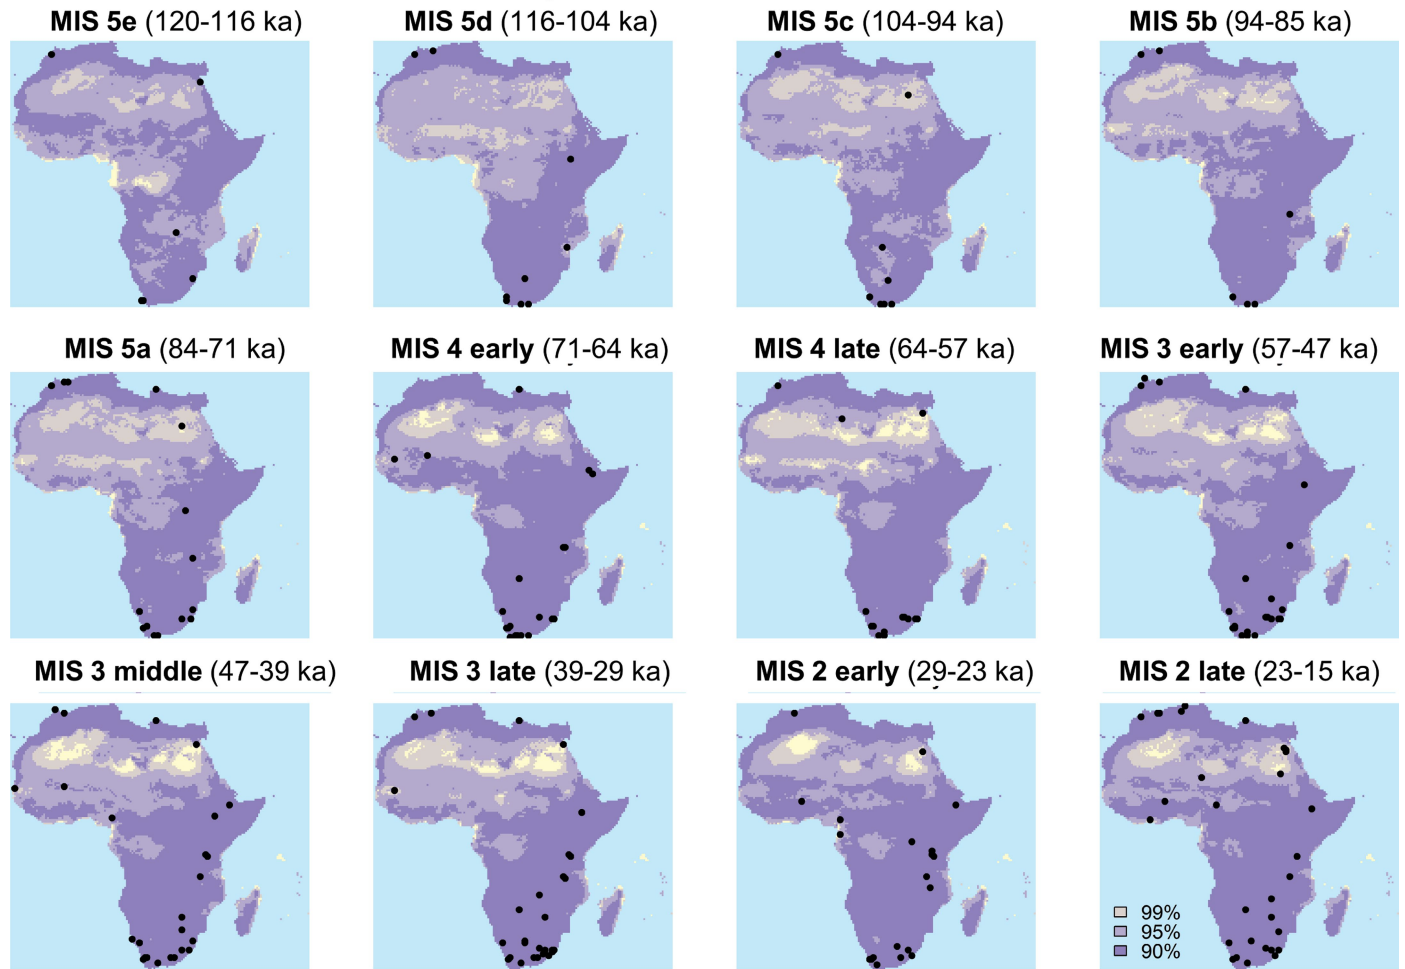 MIS 5e (120-116 ka)
MIS 5d (116-104 ka)
MIS 5c (104-94 ka)
MIS 5b (94-85 ka)
MIS 5a (84-71 ka)
MIS 4 early (71-64 ka)
MIS 4 late (64-57 ka)
MIS 3 early (57-47 ka)
MIS 3 middle (47-39 ka)
MIS 3 late (39-29 ka)
MIS 2 early (29-23 ka)
MIS 2 late (23-15 ka)
99%
95%
90%